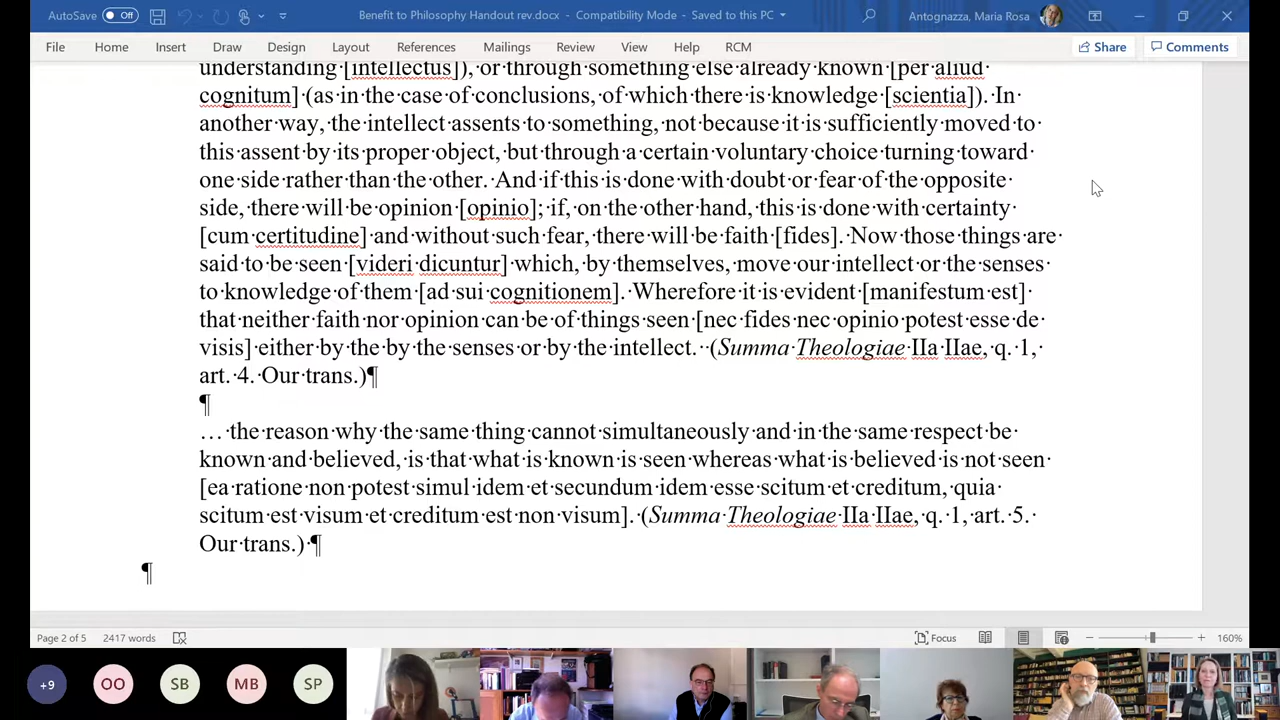 AutoSave Off Benefit to Philosophy Handout rev.docx - Compatibility Mode - Saved to this PC Antognazza, Maria Rosa
File Home Insert Draw Design Layout References Mailings Review View Help RCM Share Comments
understanding [intellectus]), or through something else already known [per aliud
cognitum] (as in the case of conclusions, of which there is knowledge [scientia]). In
another way, the intellect assents to something, not because it is sufficiently moved to
this assent by its proper object, but through a certain voluntary choice turning toward
one side rather than the other. And if this is done with doubt or fear of the opposite
side, there will be opinion [opinio]; if, on the other hand, this is done with certainty
[cum certitudine] and without such fear, there will be faith [fides]. Now those things are
said to be seen [videri dicuntur] which, by themselves, move our intellect or the senses
to knowledge of them [ad sui cognitionem]. Wherefore it is evident [manifestum est]
that neither faith nor opinion can be of things seen [nec fides nec opinio potest esse de
visis] either by the by the senses or by the intellect. (Summa Theologiae IIa IIae, q. 1,
art. 4. Our trans.)¶
¶
… the reason why the same thing cannot simultaneously and in the same respect be
known and believed, is that what is known is seen whereas what is believed is not seen
[ea ratione non potest simul idem et secundum idem esse scitum et creditum, quia
scitum est visum et creditum est non visum]. (Summa Theologiae IIa IIae, q. 1, art. 5.
Our trans.) ¶
¶
Page 2 of 5 2417 words Focus 160%
+9 OO SB MB SP